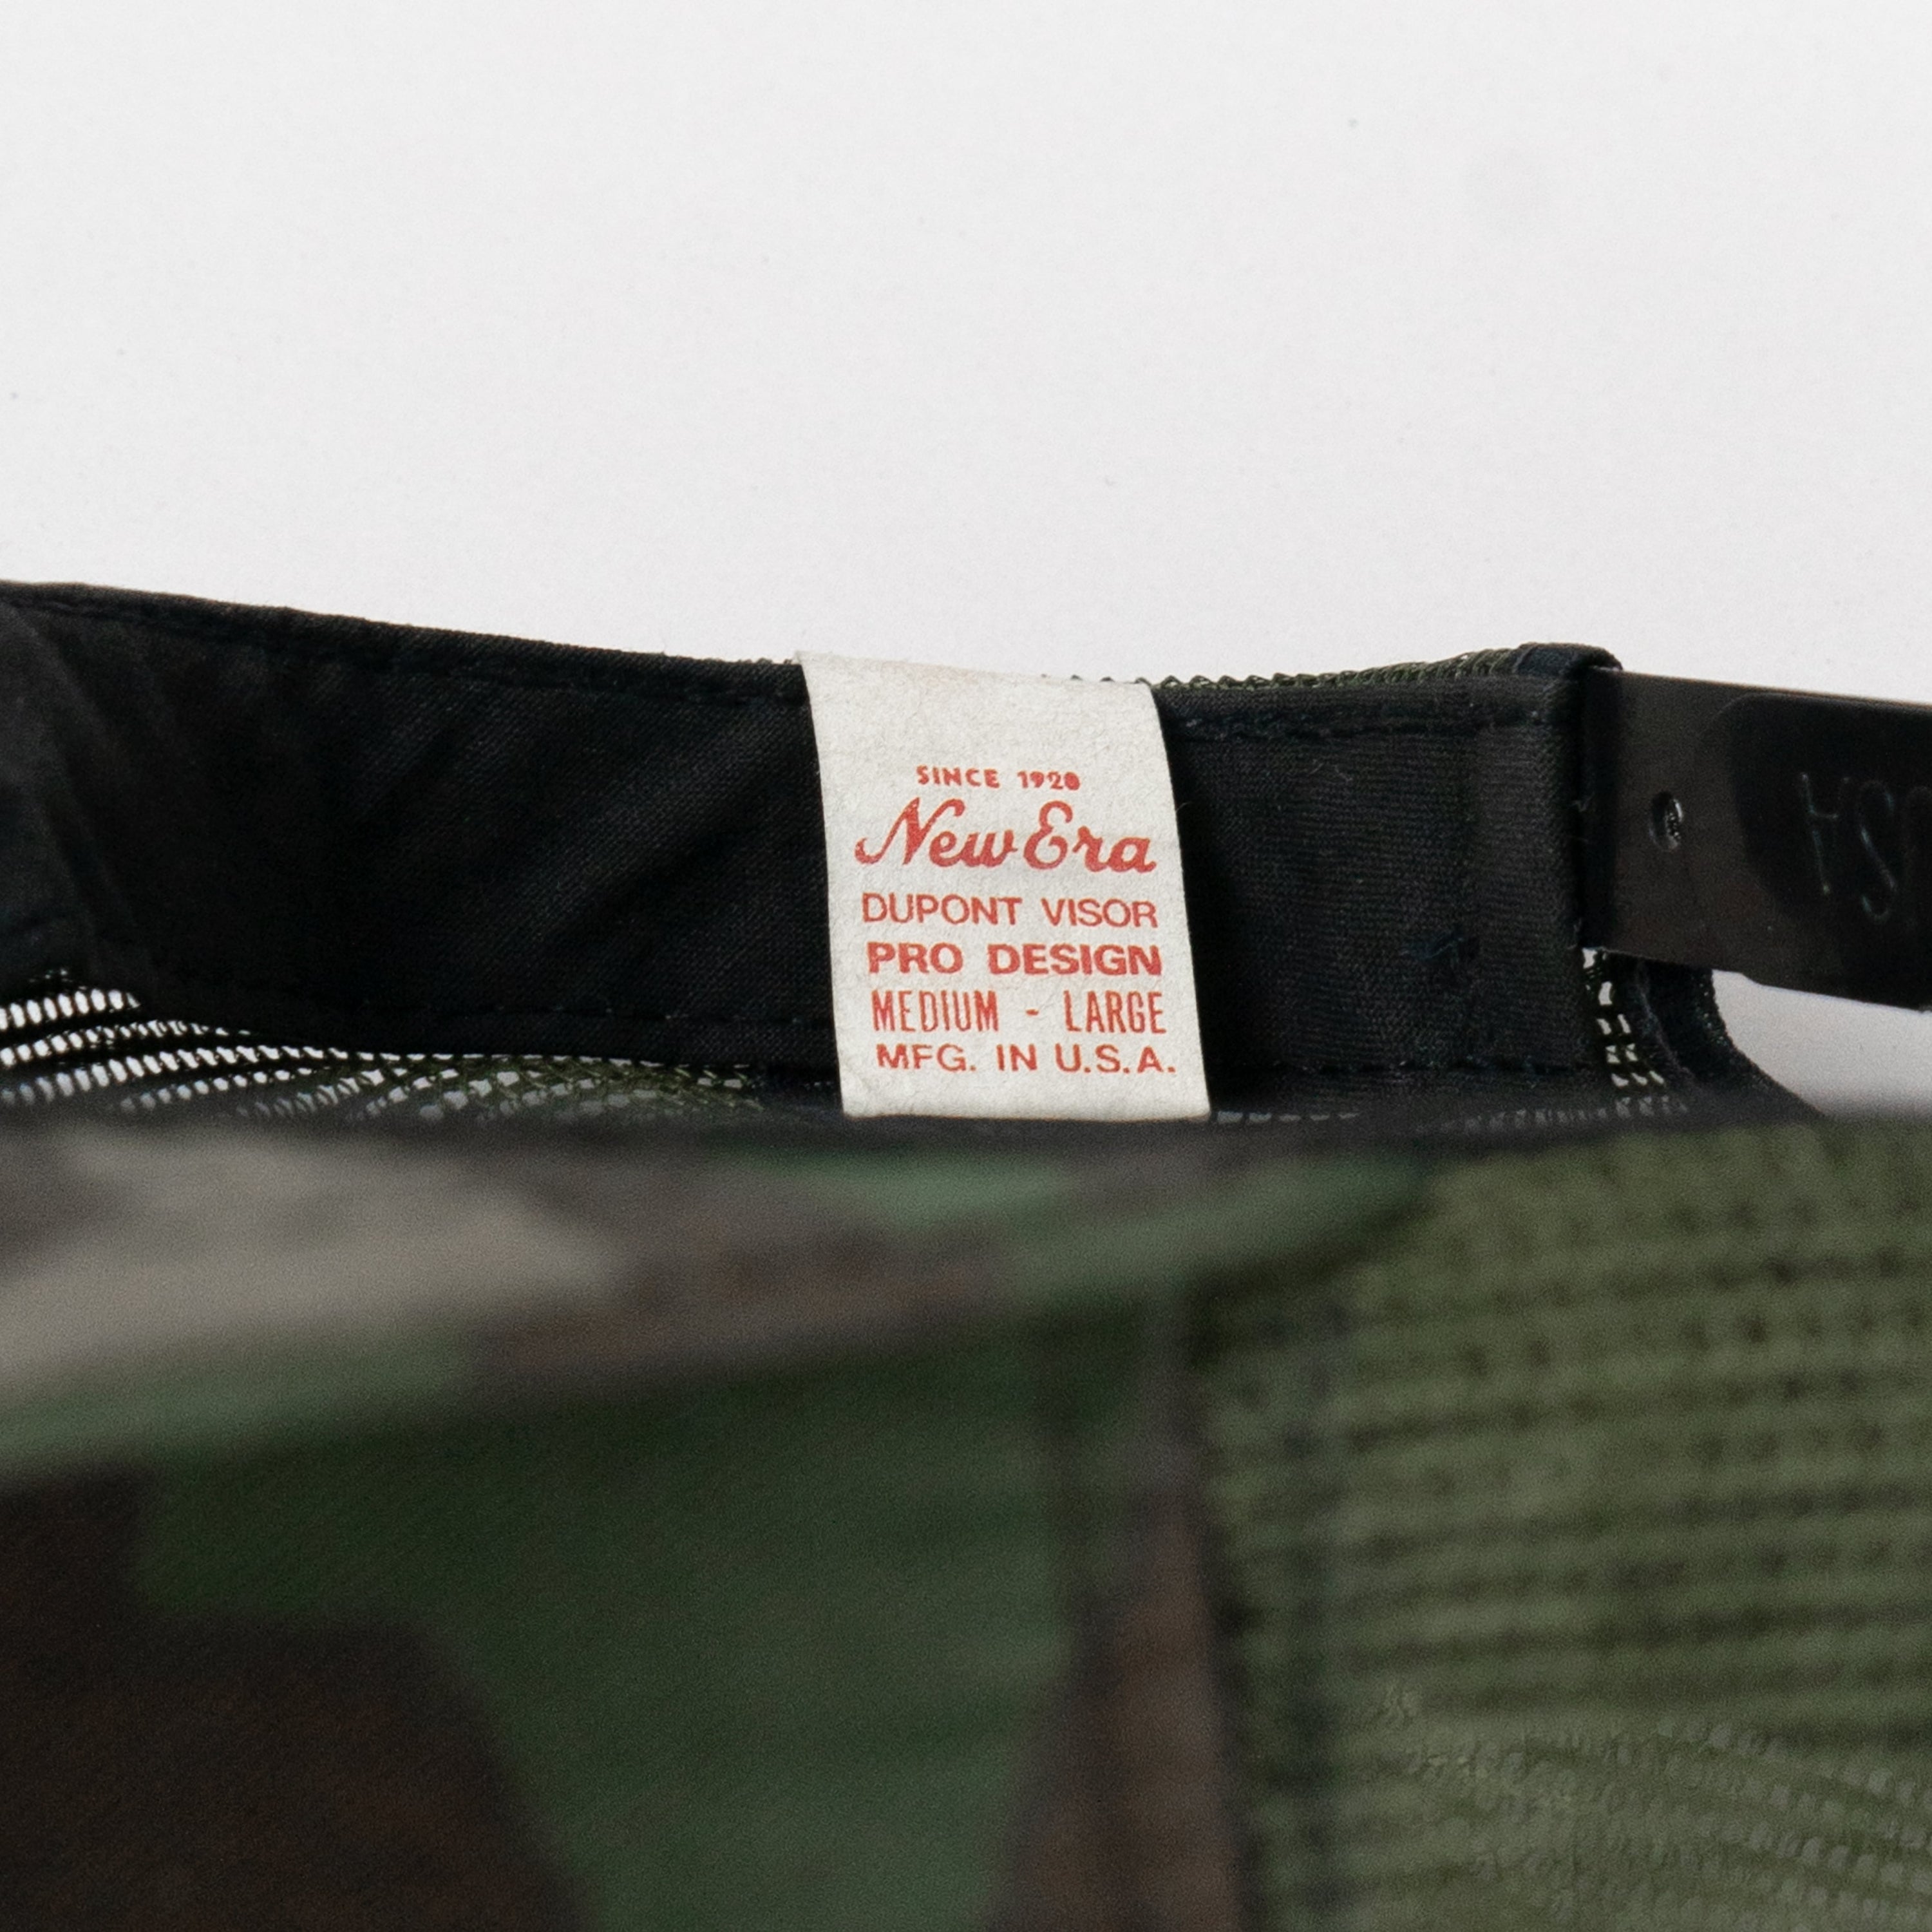 SINCE 1920
New Era
DUPONT VISOR
PRO DESIGN
MEDIUM - LARGE
MFG. IN U.S.A.